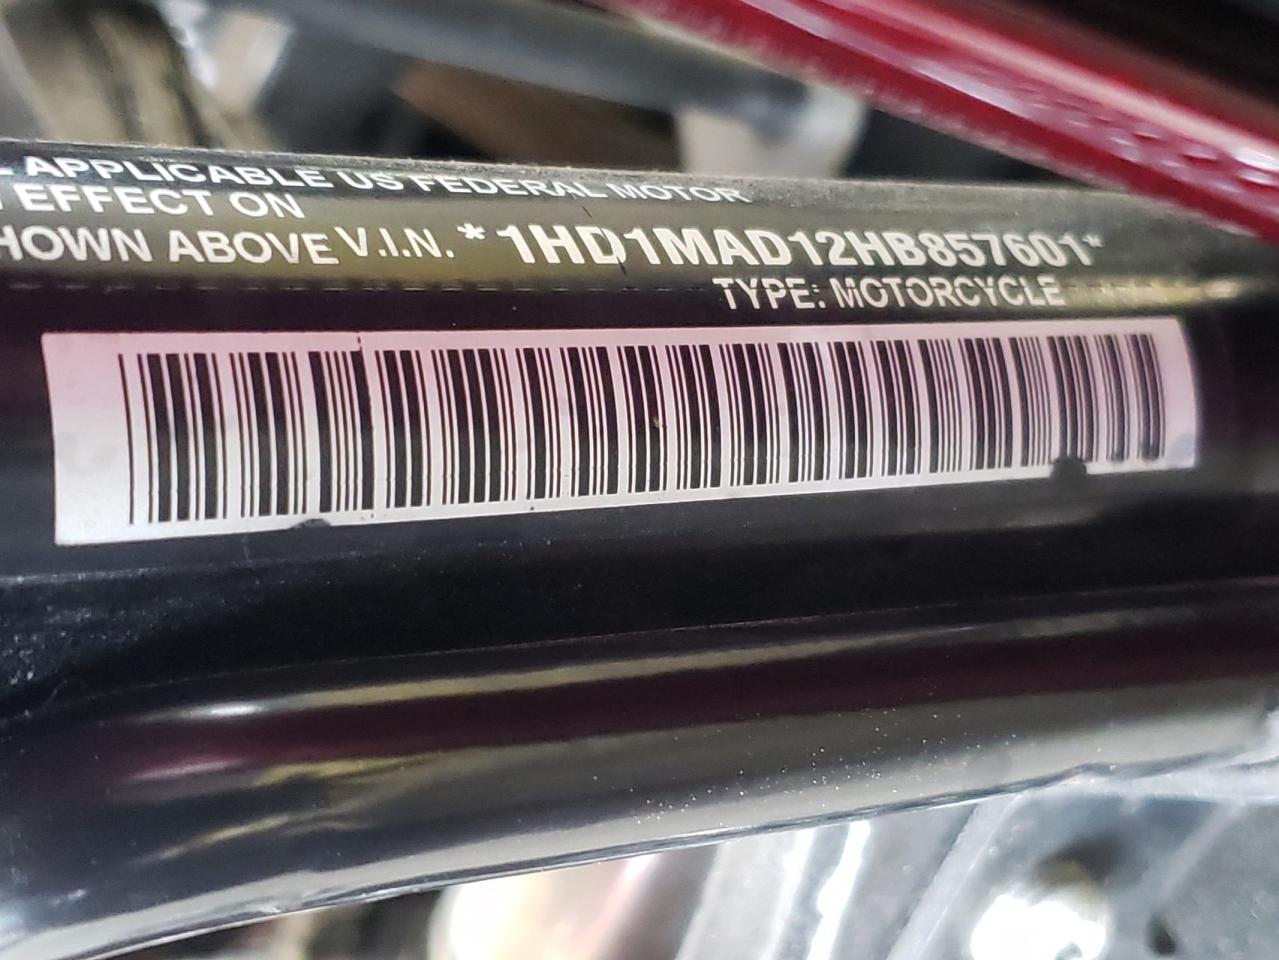 APPLICABLE US FEDERAL MOTOR
EFFECT ON
HOWN ABOVE V.I.N. *1HD1MAD12HB857601*
TYPE: MOTORCYCLE